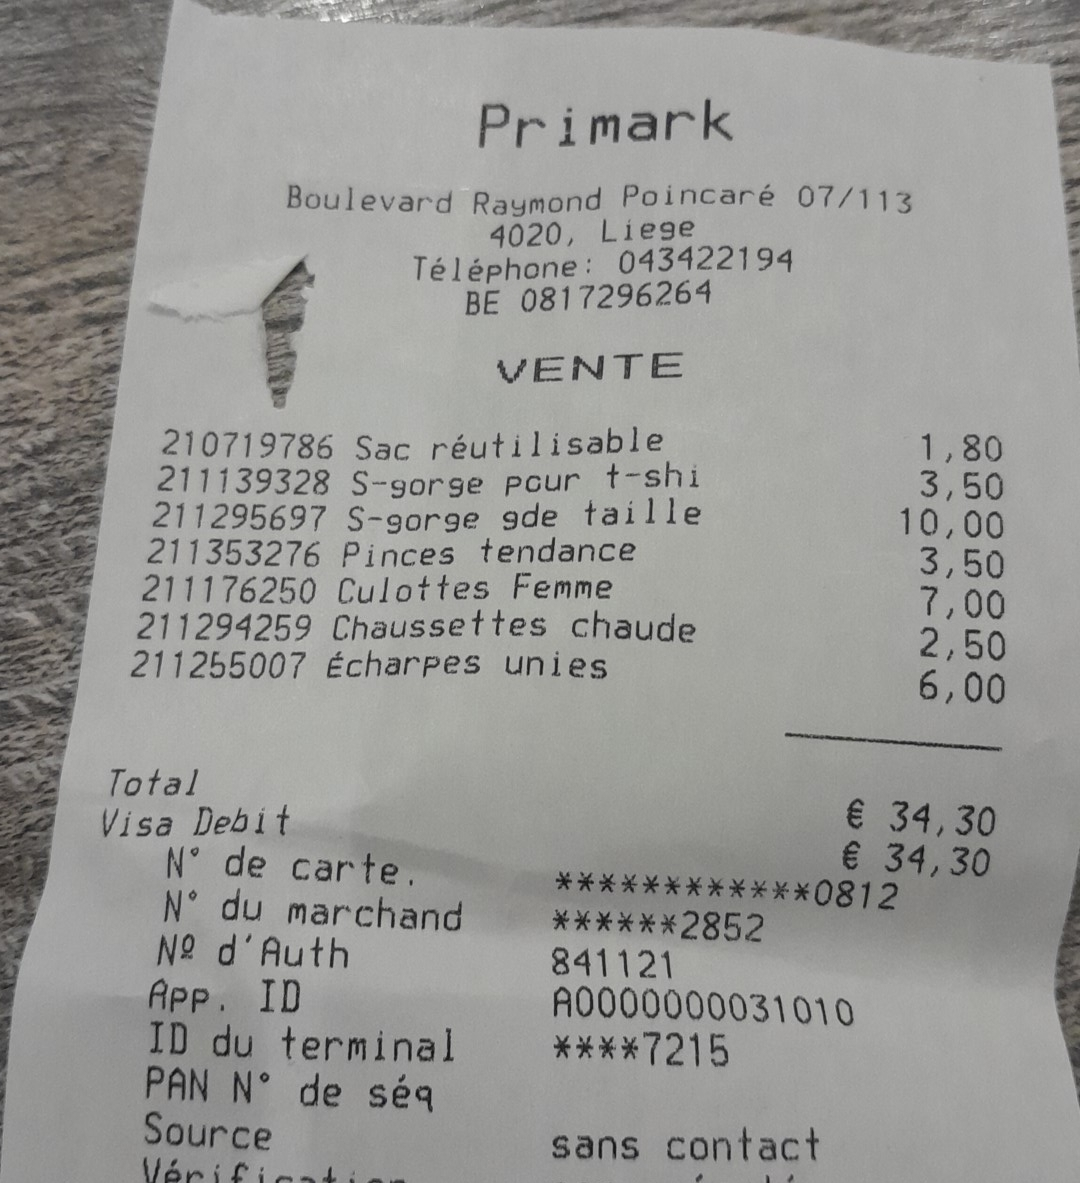 Primark
Boulevard Raymond Poincaré 07/113
4020, Liege
Téléphone: 043422194
BE 0817296264
VENTE
210719786 Sac réutilisable 1,80
211139328 S-gorge pour t-shi 3,50
211295697 S-gorge gde taille 10,00
211353276 Pinces tendance 3,50
211176250 Culottes Femme 7,00
211294259 Chaussettes chaude 2,50
211255007 Écharpes unies 6,00
Total € 34,30
Visa Debit € 34,30
N° de carte. ************0812
N° du marchand ******2852
Nº d'Auth 841121
App. ID A0000000031010
ID du terminal ****7215
PAN N° de séq
Source sans contact
Vérification